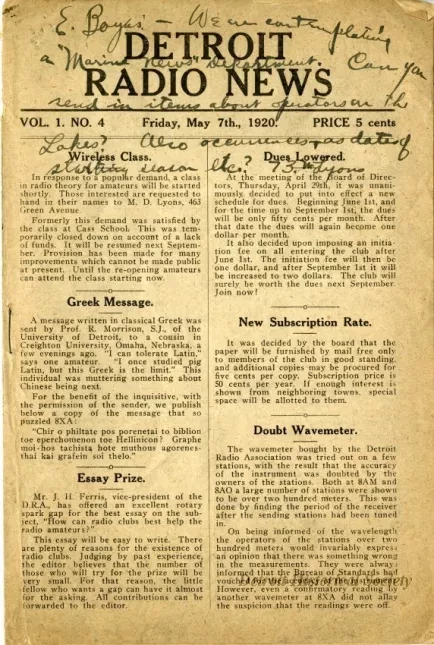 E. Boyes — We are contemplating
a "Marine News" Department. Can you
send in items about operators on the
Lakes? Also occurrences, as dates of
starting season etc.? 73. Lyons
DETROIT
RADIO NEWS
VOL. 1. NO. 4 Friday, May 7th., 1920. PRICE 5 cents
Wireless Class.
In response to a popular demand, a class
in radio theory for amateurs will be started
shortly. Those interested are requested to
hand in their names to M. D. Lyons, 463
Green Avenue.
Formerly this demand was satisfied by
the class at Cass School. This was tem-
porarily closed down on account of a lack
of funds. It will be resumed next Septem-
ber. Provision has been made for many
improvements which cannot be made public
at present. Until the re-opening amateurs
can attend the class starting now.
Greek Message.
A message written in classical Greek was
sent by Prof. R. Morrison, S.J., of the
University of Detroit, to a cousin in
Creighton University, Omaha, Nebraska, a
few evenings ago. "I can tolerate Latin,"
says one amateur. "I once studied pig
Latin, but this Greek is the limit." This
individual was muttering something about
Chinese being next.
For the benefit of the inquisitive, with
the permission of the sender, we publish
below a copy of the message that so
puzzled 8XA:
"Chir o philtate pos porenetai to biblion
toe eperchomenon toe Hellinicon? Graphe
moi-hos tachista hote muthous agorenes-
thai kai grafein soi thelo."
Essay Prize.
Mr. J. H. Ferris, vice-president of the
D.R.A., has offered an excellent rotary
spark gap for the best essay on the sub-
ject, "How can radio clubs best help the
radio amateurs?"
This essay will be easy to write. There
are plenty of reasons for the existence of
radio clubs. Judging by past experience,
the editor believes that the number of
those who will try for the prize will be
very small. For that reason, the little
fellow who wants a gap can have it almost
for the asking. All contributions can be
forwarded to the editor.
Dues Lowered.
At the meeting of the Board of Direc-
tors, Thursday, April 29th, it was unani-
mously, decided to put into effect a new
schedule for dues. Beginning June 1st, and
for the time up to September 1st, the dues
will be only fifty cents per month. After
that date the dues will again become one
dollar per month.
It also decided upon imposing an initia-
tion fee on all entering the club after
June 1st. The initiation fee will then be
one dollar, and after September 1st it will
be increased to two dollars. The club will
surely be worth the dues next September.
Join now!
New Subscription Rate.
It was decided by the board that the
paper will be furnished by mail free only
to members of the club in good standing,
and additional copies may be procured for
five cents per copy. Subscription price is
50 cents per year. If enough interest is
shown from neighboring towns, special
space will be allotted to them.
Doubt Wavemeter.
The wavemeter bought by the Detroit
Radio Association was tried out on a few
stations, with the result that the accuracy
of the instrument was doubted by the
owners of the stations. Both at 8AM and
8AO a large number of stations were shown
to be over two hundred meters. This was
done by finding the period of the receiver
after the sending stations had been tuned
in.
On being informed of the wavelength
the operators of the stations over two
hundred meters would invariably express
an opinion that there was something wrong
in the measurements. They were always
informed that the Bureau of Standards had
vouched for the accuracy of the instrument.
However, even a confirmatory reading by
another wavemeter at 8XA did not allay
the suspicion that the readings were off.
Detroit Historical Society